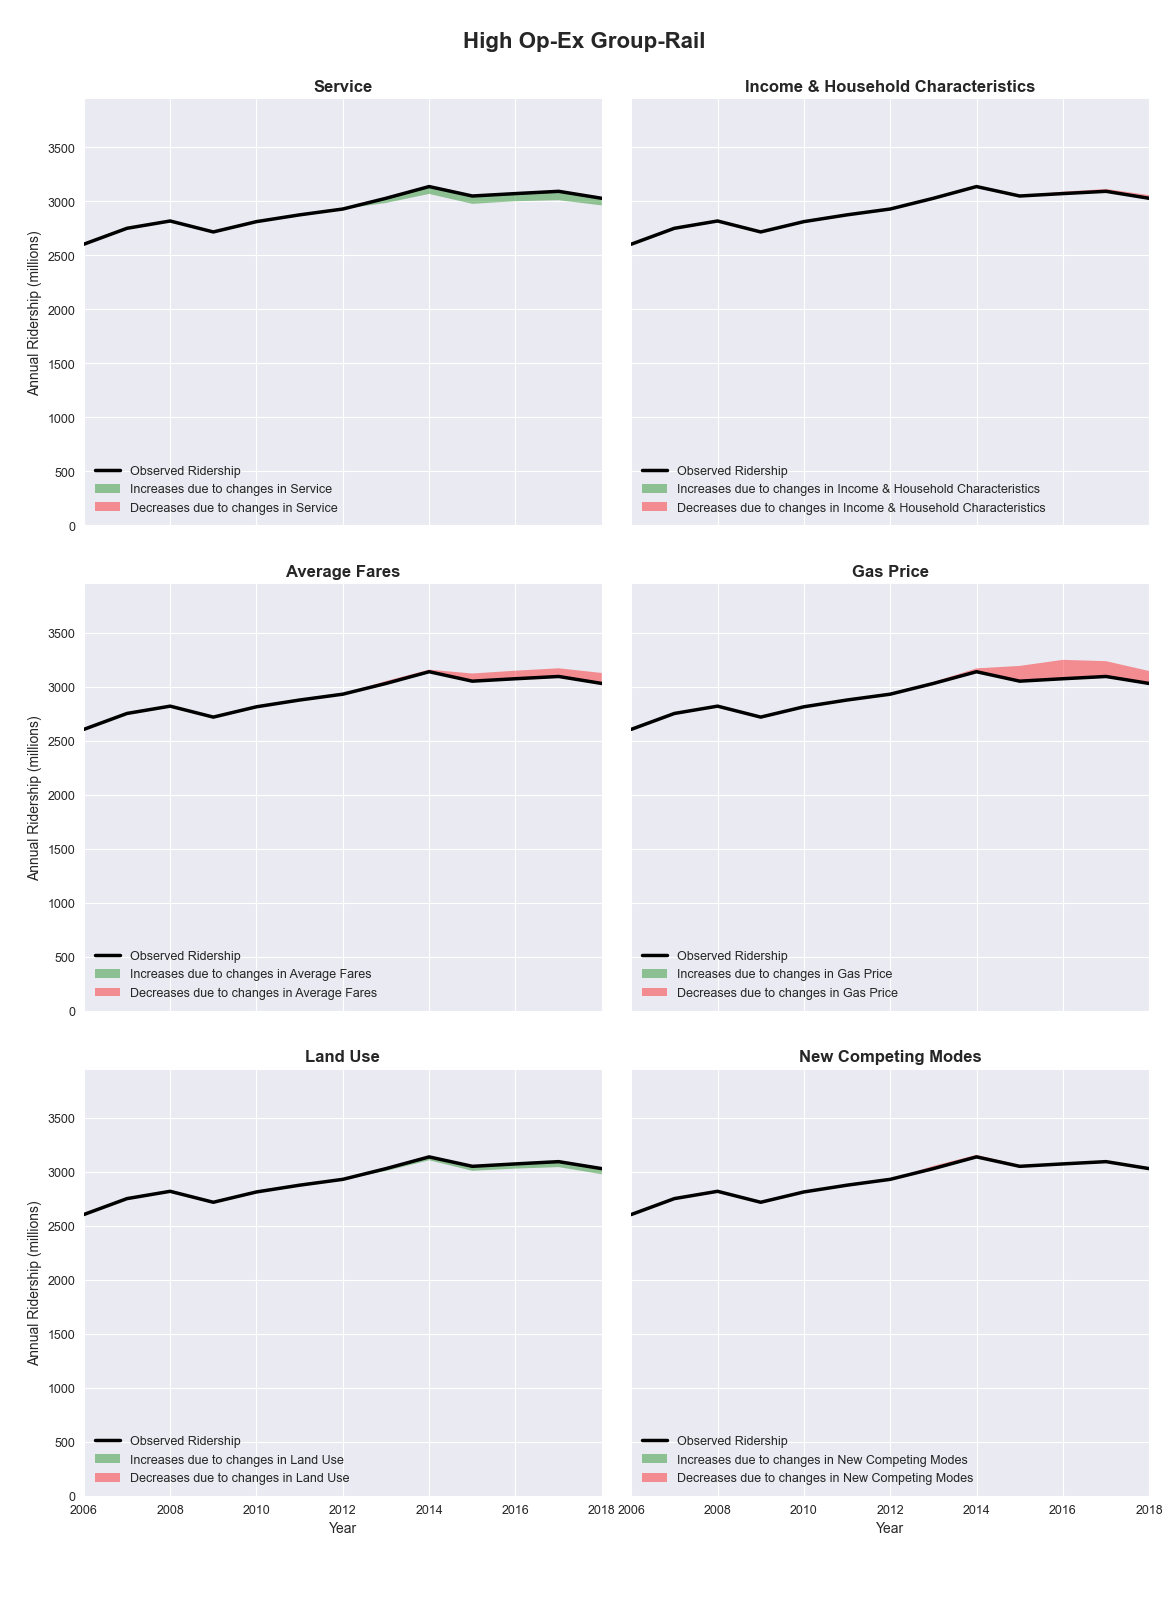 High Op-Ex Group-Rail
Service
Annual Ridership (millions)
3500
3000
2500
2000
1500
1000
500
0
Observed Ridership
Increases due to changes in Service
Decreases due to changes in Service
Income & Household Characteristics
Observed Ridership
Increases due to changes in Income & Household Characteristics
Decreases due to changes in Income & Household Characteristics
Average Fares
Annual Ridership (millions)
3500
3000
2500
2000
1500
1000
500
0
Observed Ridership
Increases due to changes in Average Fares
Decreases due to changes in Average Fares
Gas Price
Observed Ridership
Increases due to changes in Gas Price
Decreases due to changes in Gas Price
Land Use
Annual Ridership (millions)
3500
3000
2500
2000
1500
1000
500
0
Observed Ridership
Increases due to changes in Land Use
Decreases due to changes in Land Use
2006 2008 2010 2012 2014 2016 2018
Year
New Competing Modes
Observed Ridership
Increases due to changes in New Competing Modes
Decreases due to changes in New Competing Modes
2006 2008 2010 2012 2014 2016 2018
Year